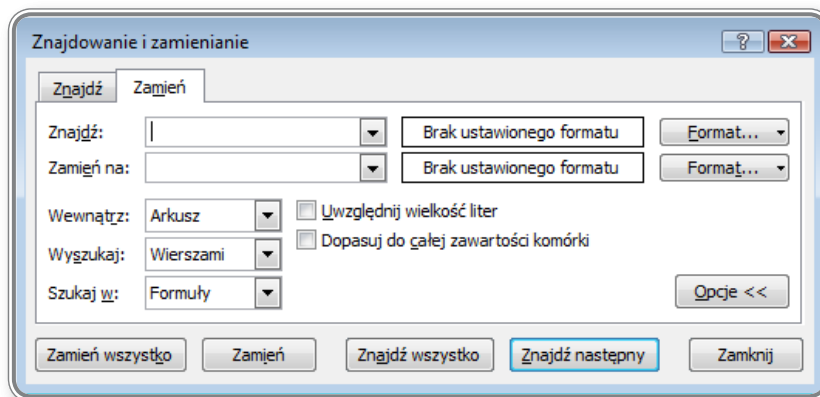 Znajdowanie i zamienianie
Znajdź Zamień
Znajdź: Brak ustawionego formatu Format...
Zamień na: Brak ustawionego formatu Format...
Wewnątrz: Arkusz Uwzględnij wielkość liter
Dopasuj do całej zawartości komórki
Wyszukaj: Wierszami
Szukaj w: Formuły Opcje <<
Zamień wszystko Zamień Znajdź wszystko Znajdź następny Zamknij